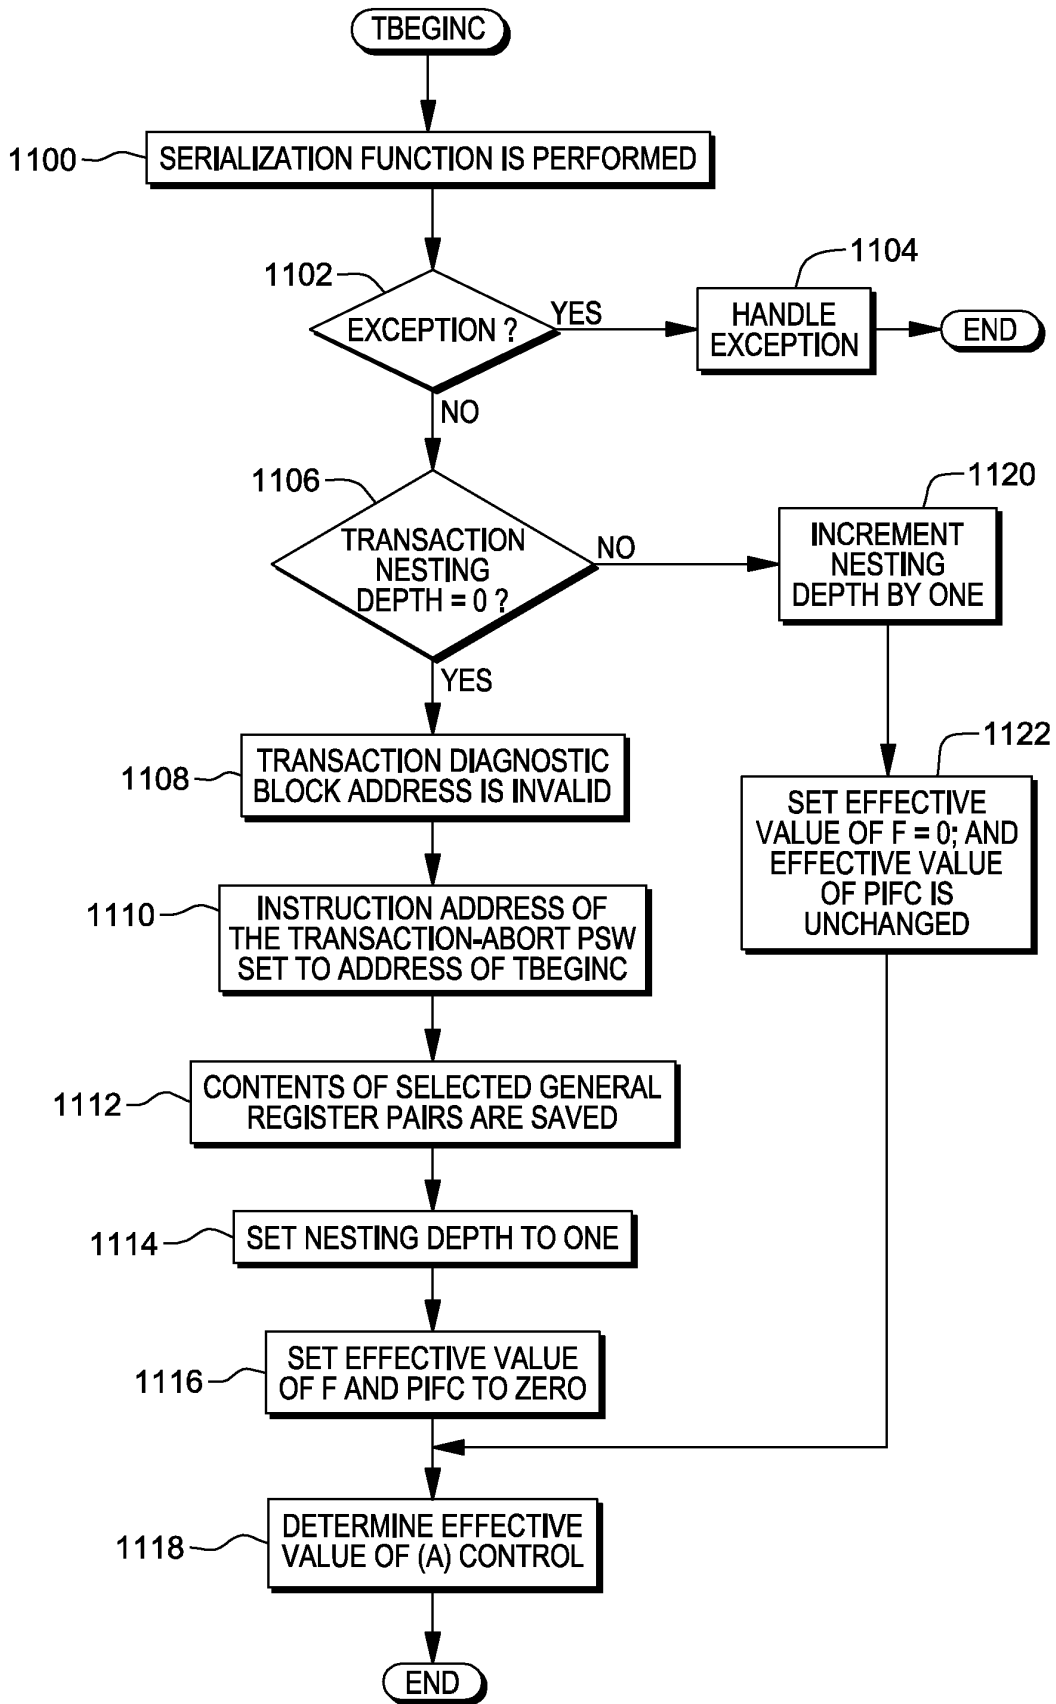 TBEGINC
1100
SERIALIZATION FUNCTION IS PERFORMED
1102
EXCEPTION ?
YES
1104
HANDLE
EXCEPTION
END
NO
1106
TRANSACTION
NESTING
DEPTH = 0 ?
NO
1120
INCREMENT
NESTING
DEPTH BY ONE
YES
1108
TRANSACTION DIAGNOSTIC
BLOCK ADDRESS IS INVALID
1122
SET EFFECTIVE
VALUE OF F = 0; AND
EFFECTIVE VALUE
OF PIFC IS
UNCHANGED
1110
INSTRUCTION ADDRESS OF
THE TRANSACTION-ABORT PSW
SET TO ADDRESS OF TBEGINC
1112
CONTENTS OF SELECTED GENERAL
REGISTER PAIRS ARE SAVED
1114
SET NESTING DEPTH TO ONE
1116
SET EFFECTIVE VALUE
OF F AND PIFC TO ZERO
1118
DETERMINE EFFECTIVE
VALUE OF (A) CONTROL
END